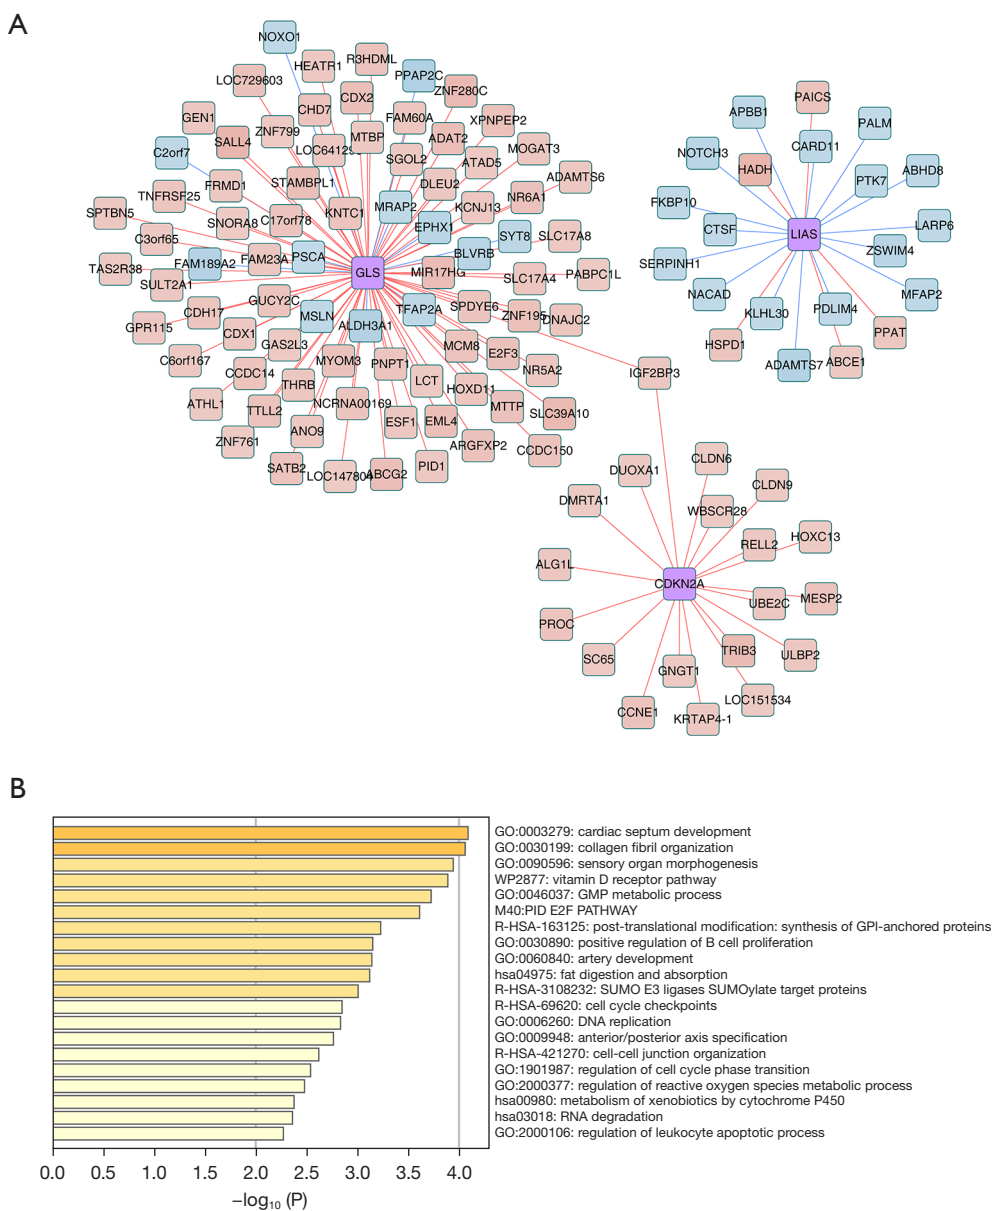 A
NOXO1
HEATR1
R3HDML
LOC729603
PPAP2C
ZNF280C
CDX2
CHD7
GEN1
FAM60A
XPNPEP2
ZNF799
MTBP
ADAT2
SALL4
LOC64129
MOGAT3
C2orf7
SGOL2
ATAD5
STAMBPL1
DLEU2
ADAMTS6
FRMD1
TNFRSF25
NR6A1
MRAP2
KCNJ13
SPTBN5
SNORA8
C17orf78
KNTC1
EPHX1
SYT8
SLC17A8
C3orf65
BLVRB
PSCA
FAM23A
FAM189A2
TAS2R38
GLS
MIR17HG
SLC17A4
PABPC1L
SULT2A1
GUCY2C
SPDYE6
CDH17
MSLN
TFAP2A
ZNF195
DNAJC2
GPR115
ALDH3A1
CDX1
GAS2L3
MCM8
E2F3
C6orf167
MYOM3
PNPT1
NR5A2
IGF2BP3
CCDC14
THRB
LCT
HOXD11
ATHL1
NCRNA00169
MTTP
SLC39A10
TTLL2
ESF1
EML4
ANO9
ZNF761
ARGFXP2
CCDC150
SATB2
PID1
LOC147804
ABCG2
PAICS
APBB1
PALM
CARD11
NOTCH3
HADH
ABHD8
PTK7
FKBP10
CTSF
LIAS
LARP6
ZSWIM4
SERPINH1
NACAD
MFAP2
KLHL30
PDLIM4
PPAT
HSPD1
ADAMTS7
ABCE1
CLDN6
DUOXA1
CLDN9
DMRTA1
WBSCR28
HOXC13
RELL2
ALG1L
CDKN2A
MESP2
UBE2C
PROC
TRIB3
ULBP2
SC65
GNGT1
LOC151534
CCNE1
KRTAP4-1
B
GO:0003279: cardiac septum development
GO:0030199: collagen fibril organization
GO:0090596: sensory organ morphogenesis
WP2877: vitamin D receptor pathway
GO:0046037: GMP metabolic process
M40:PID E2F PATHWAY
R-HSA-163125: post-translational modification: synthesis of GPI-anchored proteins
GO:0030890: positive regulation of B cell proliferation
GO:0060840: artery development
hsa04975: fat digestion and absorption
R-HSA-3108232: SUMO E3 ligases SUMOylate target proteins
R-HSA-69620: cell cycle checkpoints
GO:0006260: DNA replication
GO:0009948: anterior/posterior axis specification
R-HSA-421270: cell-cell junction organization
GO:1901987: regulation of cell cycle phase transition
GO:2000377: regulation of reactive oxygen species metabolic process
hsa00980: metabolism of xenobiotics by cytochrome P450
hsa03018: RNA degradation
GO:2000106: regulation of leukocyte apoptotic process
0.0 0.5 1.0 1.5 2.0 2.5 3.0 3.5 4.0
−log₁₀ (P)